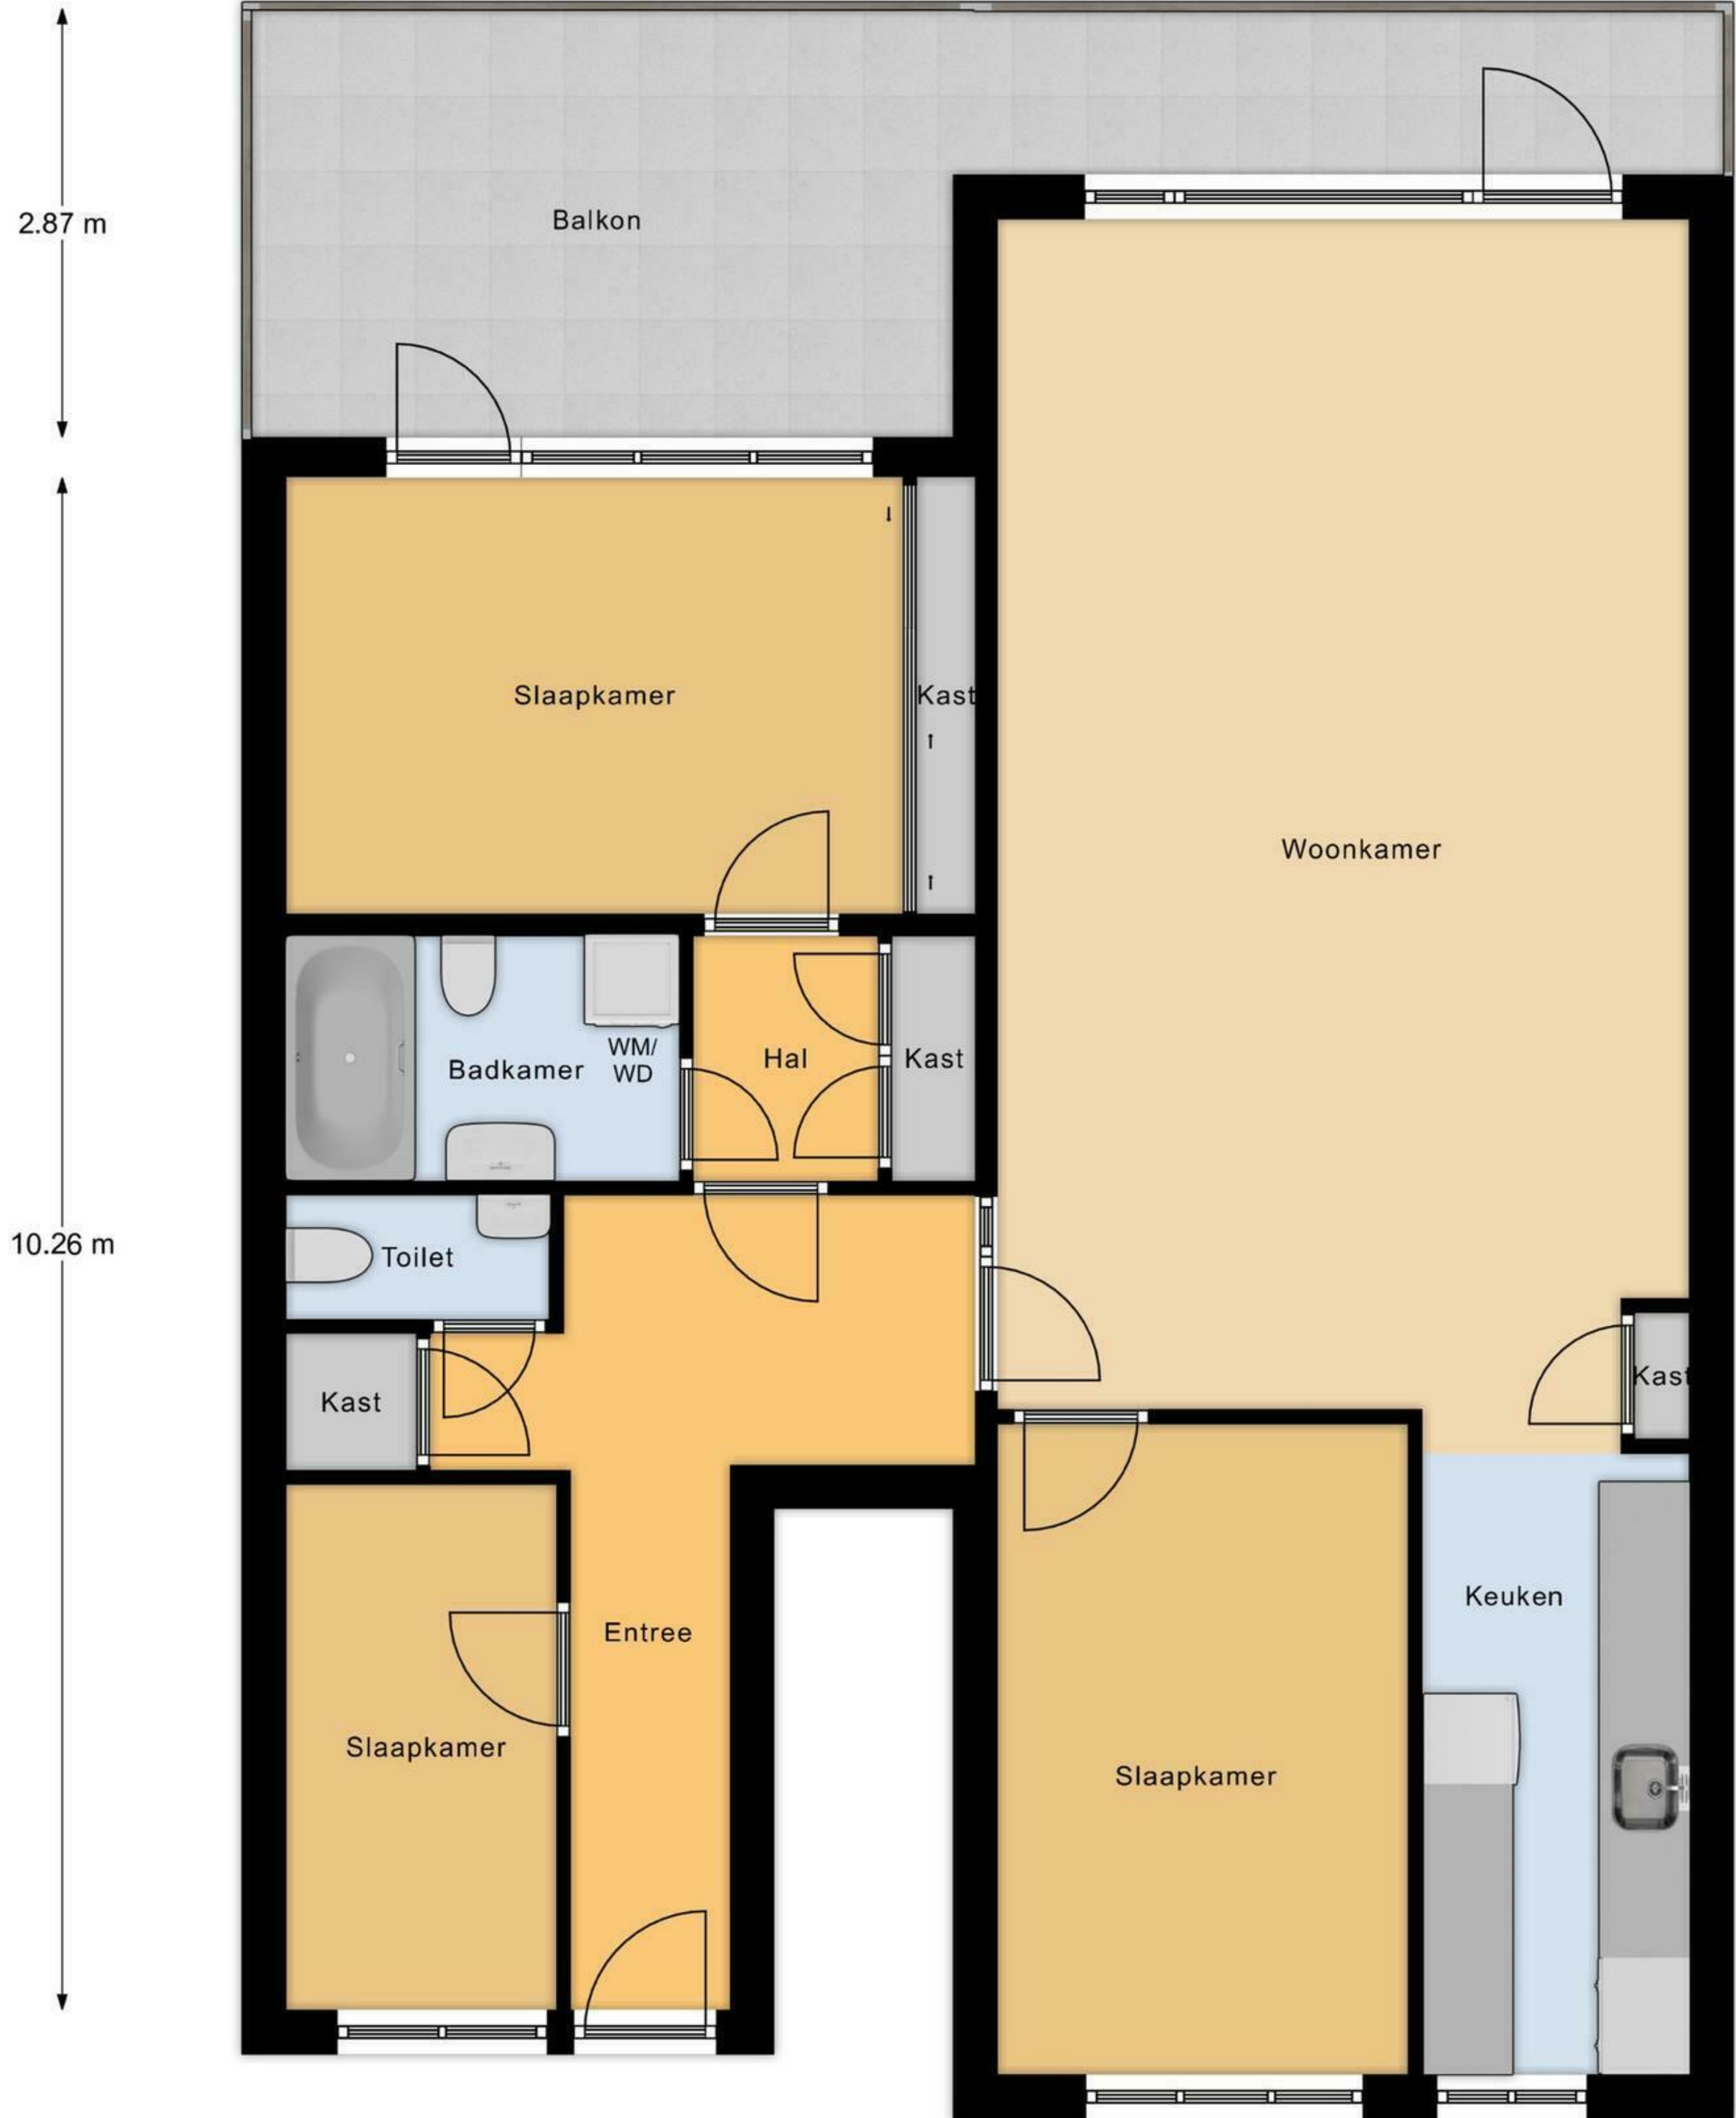 2.87 m
Balkon
Slaapkamer
Kast
Woonkamer
Badkamer
WM/
WD
Hal
Kast
10.26 m
Toilet
Kast
Kast
Keuken
Entree
Slaapkamer
Slaapkamer